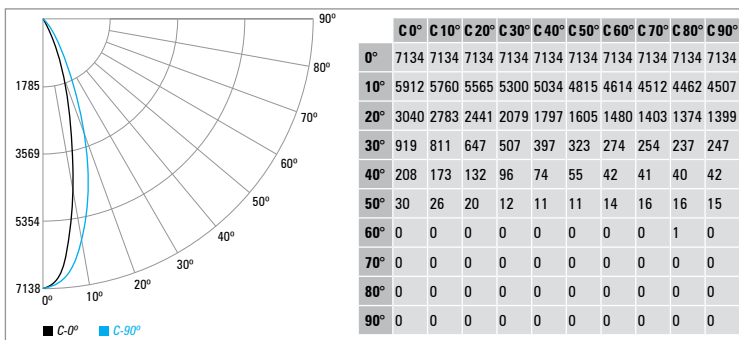 90º
80º
70º
60º
50º
40º
30º
20º
10º
0º
1785
3569
5354
7138
C-0º C-90º
C 0° C 10° C 20° C 30° C 40° C 50° C 60° C 70° C 80° C 90°
0° 7134 7134 7134 7134 7134 7134 7134 7134 7134 7134
10° 5912 5760 5565 5300 5034 4815 4614 4512 4462 4507
20° 3040 2783 2441 2079 1797 1605 1480 1403 1374 1399
30° 919 811 647 507 397 323 274 254 237 247
40° 208 173 132 96 74 55 42 41 40 42
50° 30 26 20 12 11 11 14 16 16 15
60° 0 0 0 0 0 0 0 0 1 0
70° 0 0 0 0 0 0 0 0 0 0
80° 0 0 0 0 0 0 0 0 0 0
90° 0 0 0 0 0 0 0 0 0 0